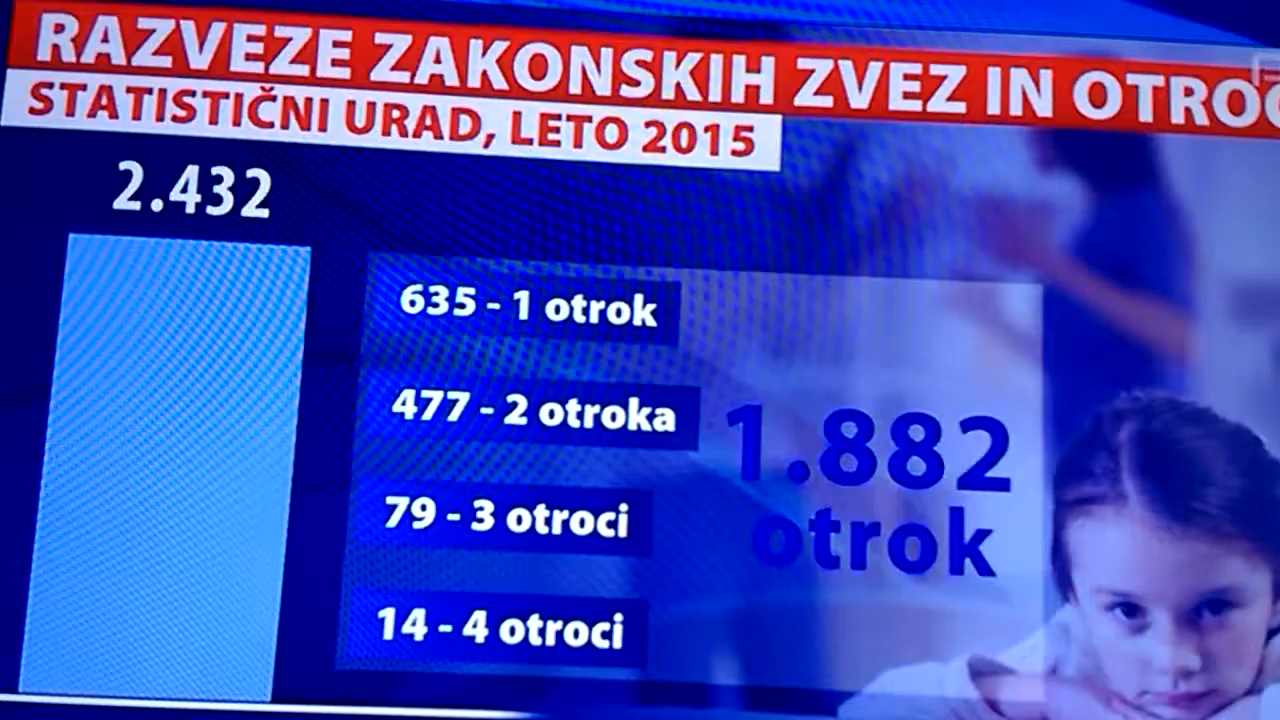 RAZVEZE ZAKONSKIH ZVEZ IN
STATISTIČNI URAD, LETO 2015
2.432
635 - 1 otrok
477 - 2 otroka
79 - 3 otroci
14 - 4 otroci
1.882
otrok